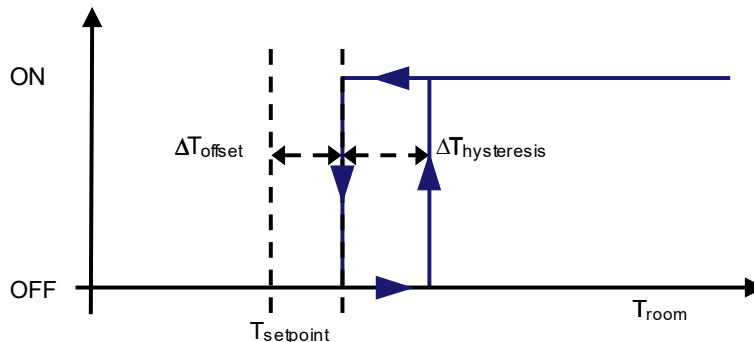 ON
ΔToffset
ΔThysteresis
OFF
Troom
Tsetpoint